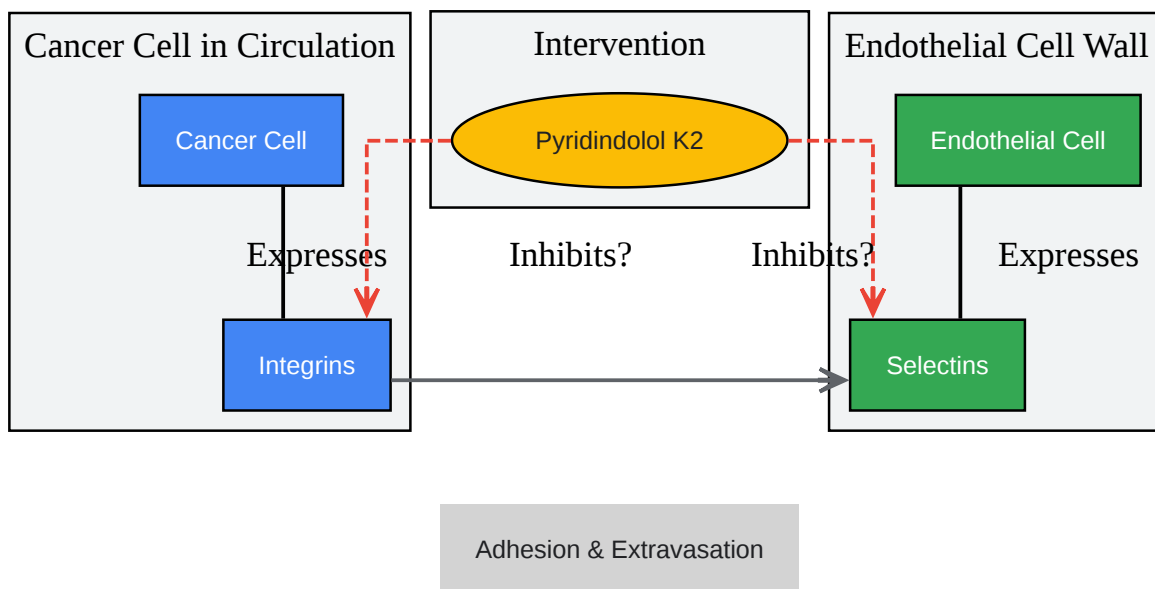 Cancer Cell in Circulation
Intervention
Endothelial Cell Wall
Cancer Cell
Pyridindolol K2
Endothelial Cell
Expresses
Inhibits?
Inhibits?
Expresses
Integrins
Selectins
Adhesion & Extravasation